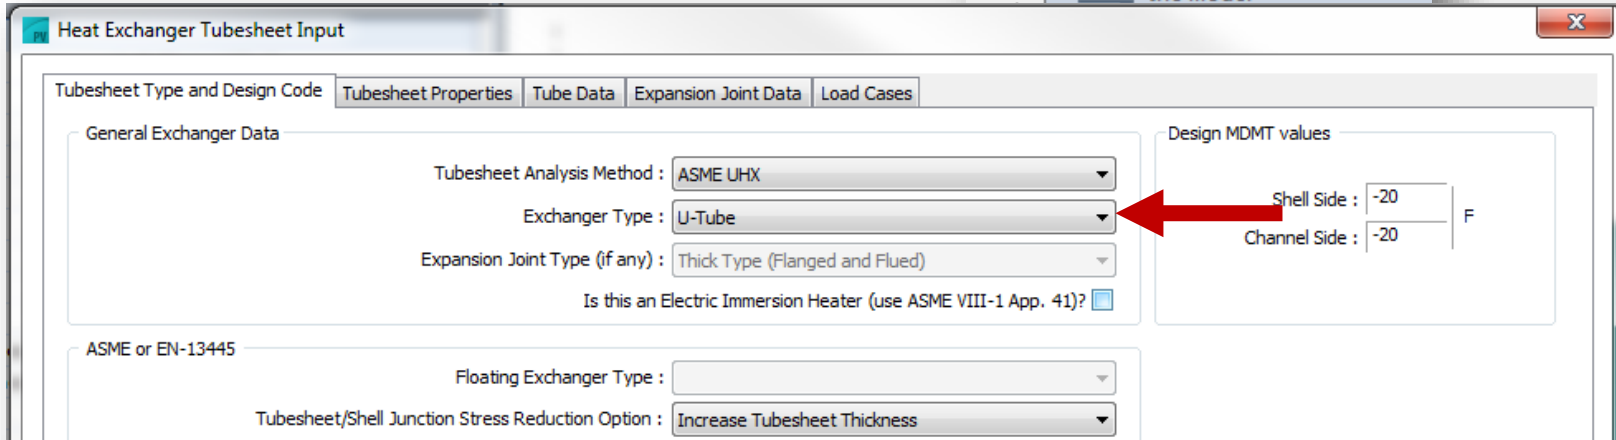 the model
PV Heat Exchanger Tubesheet Input
Tubesheet Type and Design Code Tubesheet Properties Tube Data Expansion Joint Data Load Cases
General Exchanger Data
Design MDMT values
Tubesheet Analysis Method : ASME UHX
Shell Side : -20
Exchanger Type : U-Tube
F
Channel Side : -20
Expansion Joint Type (if any) : Thick Type (Flanged and Flued)
Is this an Electric Immersion Heater (use ASME VIII-1 App. 41)?
ASME or EN-13445
Floating Exchanger Type :
Tubesheet/Shell Junction Stress Reduction Option : Increase Tubesheet Thickness